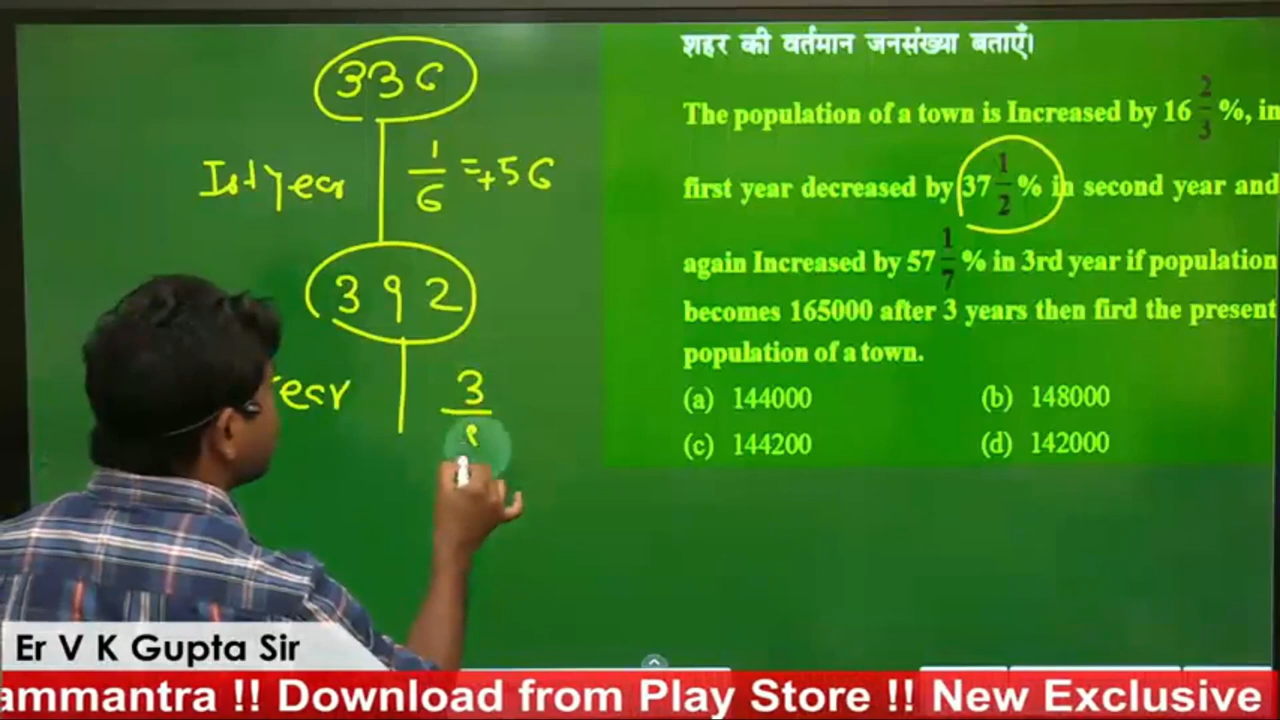 336
Ist year
1/6 = +56
392
ear
3
शहर की वर्तमान जनसंख्या बताएँ।
The population of a town is Increased by 16 2/3 %, in
first year decreased by 37 1/2 % in second year and
again Increased by 57 1/7 % in 3rd year if population
becomes 165000 after 3 years then fird the present
population of a town.
(a) 144000 (b) 148000
(c) 144200 (d) 142000
Er V K Gupta Sir
ammantra !! Download from Play Store !! New Exclusive